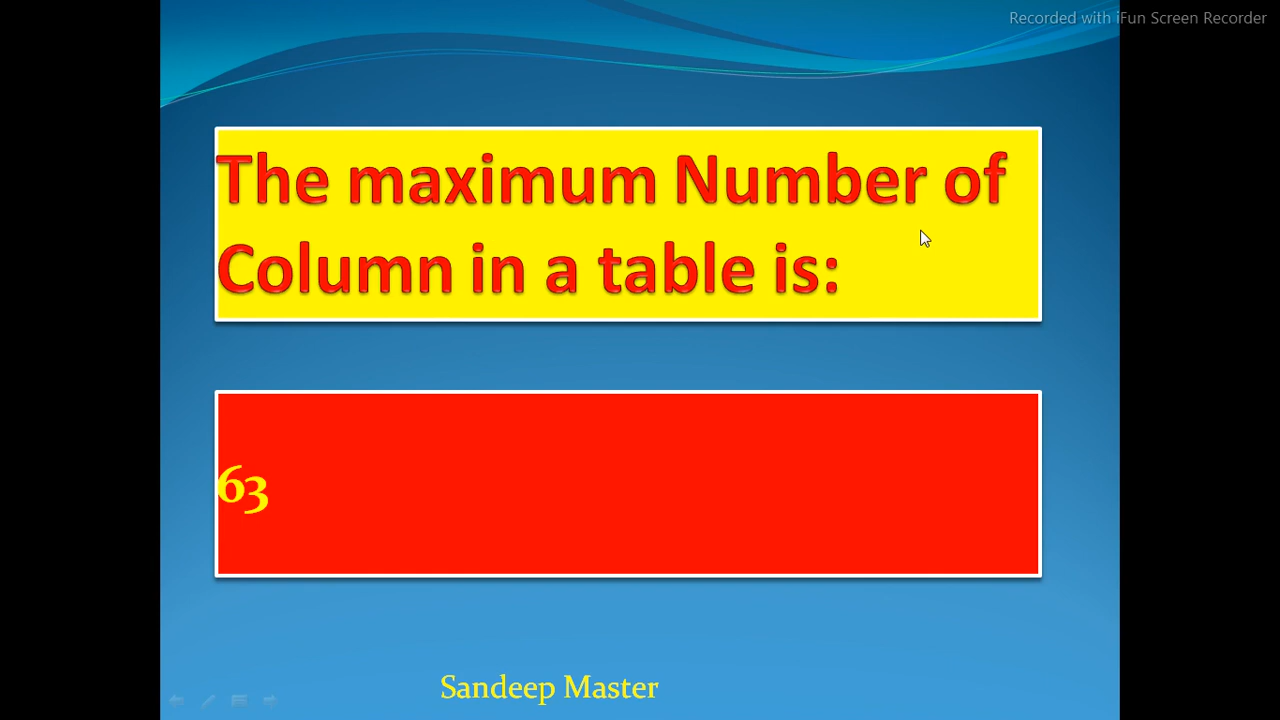 Recorded with iFun Screen Recorder
The maximum Number of
Column in a table is:
63
Sandeep Master